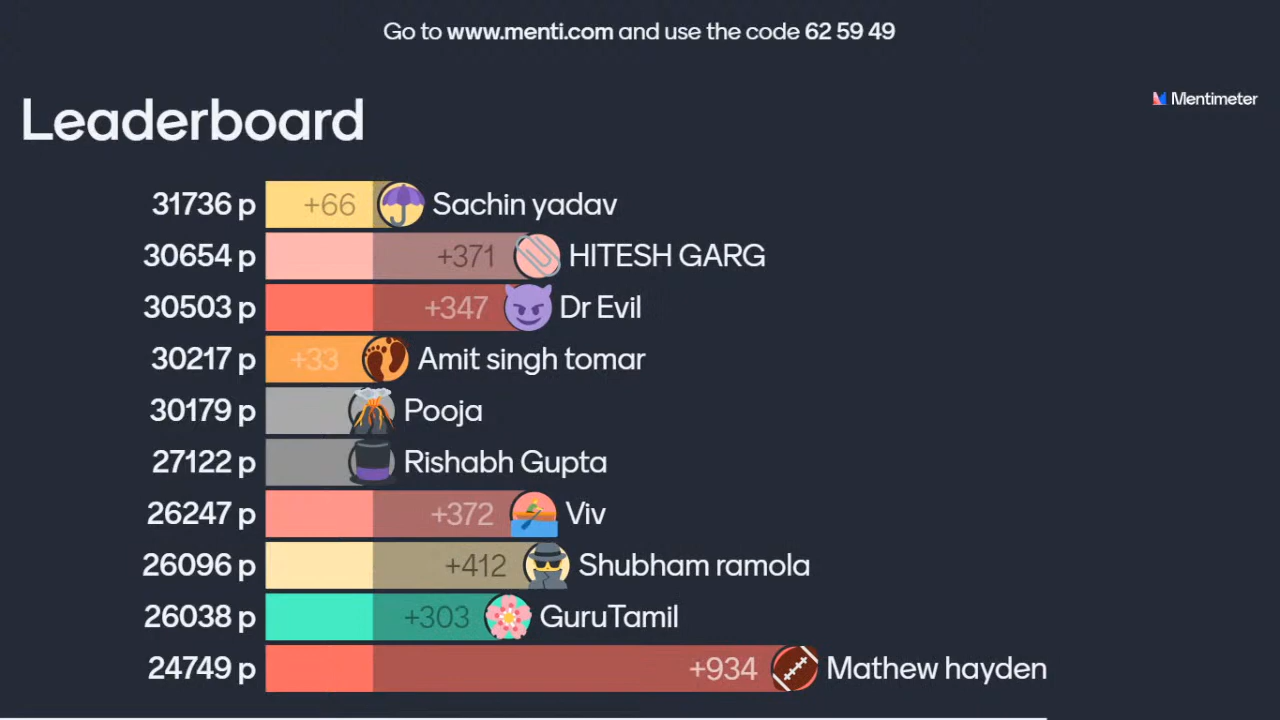 Go to www.menti.com and use the code 62 59 49
Mentimeter
Leaderboard
31736 p +66 Sachin yadav
30654 p +371 HITESH GARG
30503 p +347 Dr Evil
30217 p +33 Amit singh tomar
30179 p Pooja
27122 p Rishabh Gupta
26247 p +372 Viv
26096 p +412 Shubham ramola
26038 p +303 GuruTamil
24749 p +934 Mathew hayden